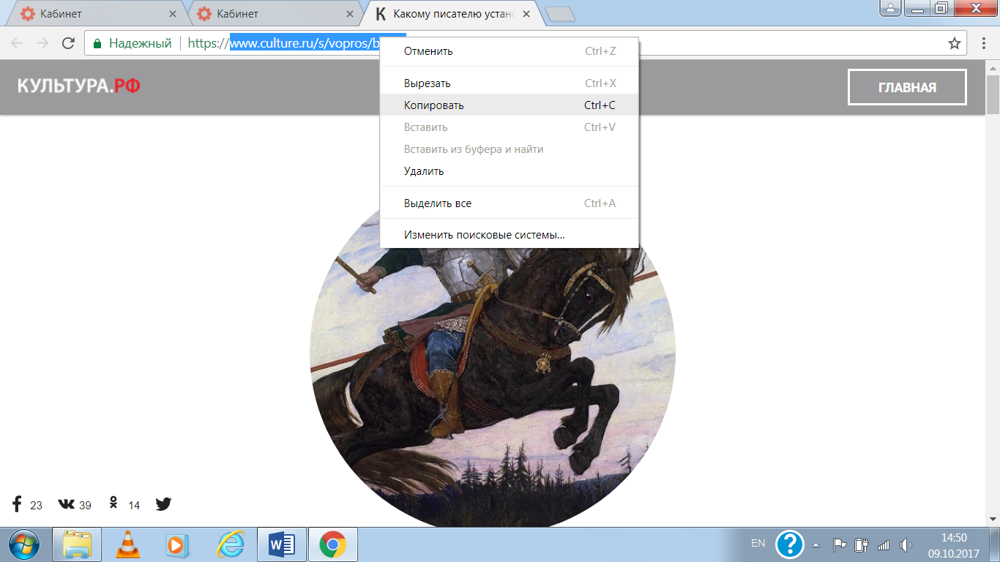 Кабинет
Кабинет
Какому писателю устан
Надежный
https://www.culture.ru/s/vopros/b
КУЛЬТУРА.РФ
ГЛАВНАЯ
Отменить Ctrl+Z
Вырезать Ctrl+X
Копировать Ctrl+C
Вставить Ctrl+V
Вставить из буфера и найти
Удалить
Выделить все Ctrl+A
Изменить поисковые системы...
23
39
14
EN
14:50
09.10.2017